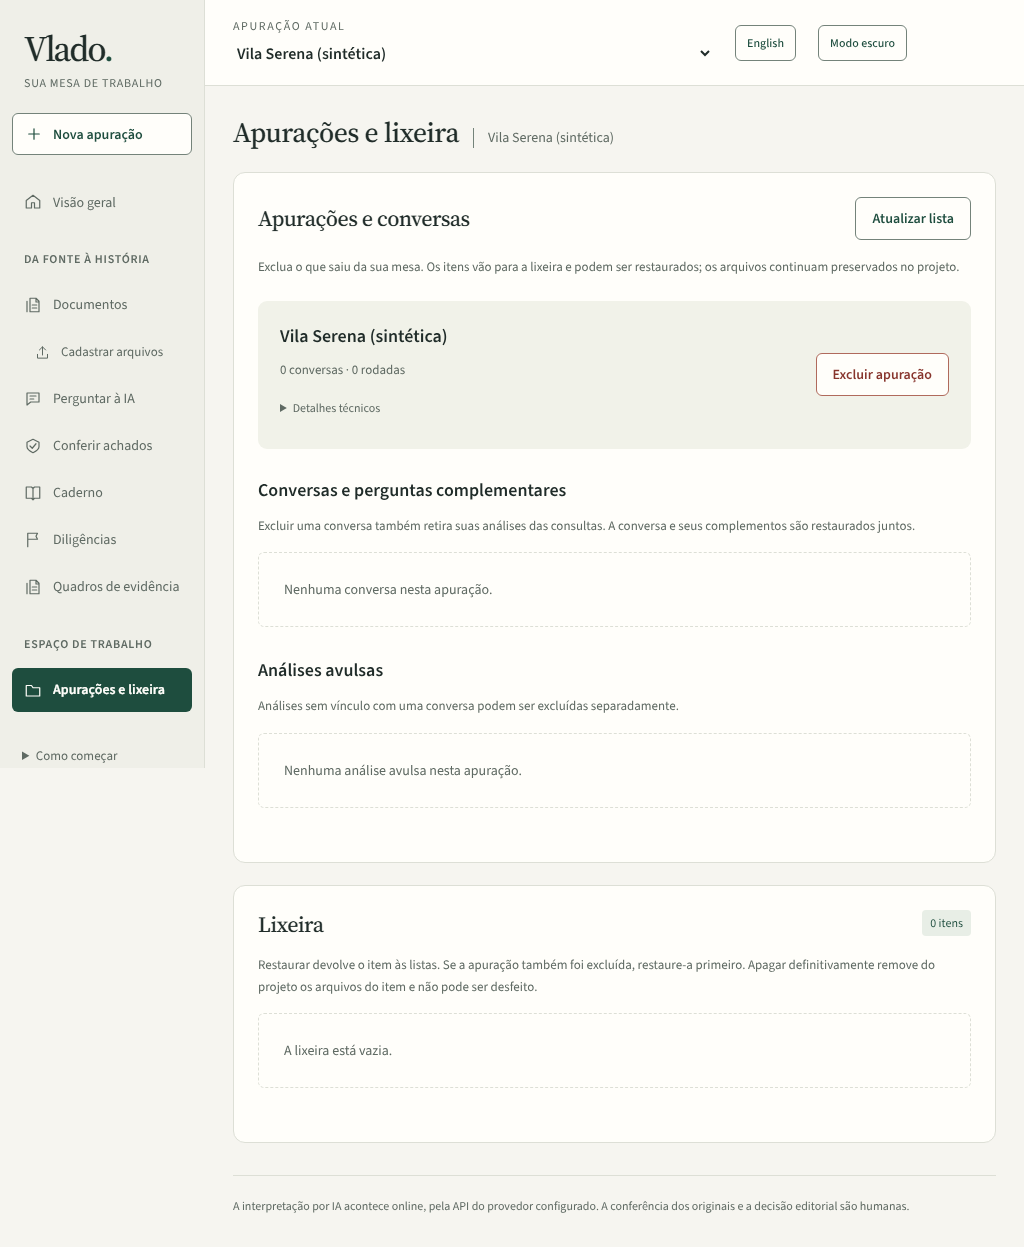 Vlado.
SUA MESA DE TRABALHO
Nova apuração
Visão geral
DA FONTE À HISTÓRIA
Documentos
Cadastrar arquivos
Perguntar à IA
Conferir achados
Caderno
Diligências
Quadros de evidência
ESPAÇO DE TRABALHO
Apurações e lixeira
Como começar
APURAÇÃO ATUAL
Vila Serena (sintética)
English
Modo escuro
Apurações e lixeira
Vila Serena (sintética)
Apurações e conversas
Atualizar lista
Exclua o que saiu da sua mesa. Os itens vão para a lixeira e podem ser restaurados; os arquivos continuam preservados no projeto.
Vila Serena (sintética)
0 conversas · 0 rodadas
Detalhes técnicos
Excluir apuração
Conversas e perguntas complementares
Excluir uma conversa também retira suas análises das consultas. A conversa e seus complementos são restaurados juntos.
Nenhuma conversa nesta apuração.
Análises avulsas
Análises sem vínculo com uma conversa podem ser excluídas separadamente.
Nenhuma análise avulsa nesta apuração.
Lixeira
0 itens
Restaurar devolve o item às listas. Se a apuração também foi excluída, restaure-a primeiro. Apagar definitivamente remove do
projeto os arquivos do item e não pode ser desfeito.
A lixeira está vazia.
A interpretação por IA acontece online, pela API do provedor configurado. A conferência dos originais e a decisão editorial são humanas.